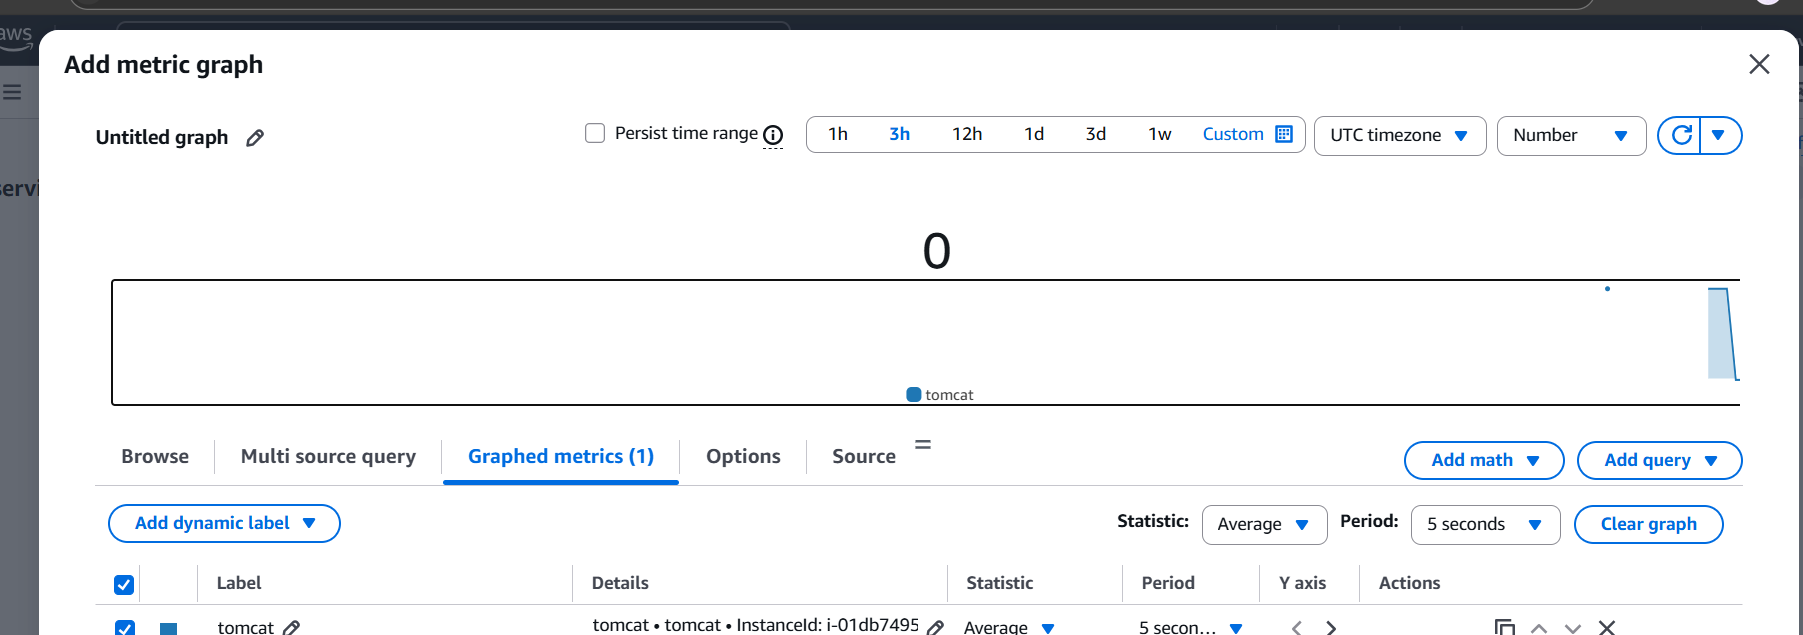 aws
Add metric graph
Untitled graph
Persist time range
1h 3h 12h 1d 3d 1w Custom
UTC timezone
Number
servi
0
tomcat
Browse
Multi source query
Graphed metrics (1)
Options
Source
Add math
Add query
Add dynamic label
Statistic: Average
Period: 5 seconds
Clear graph
Label Details Statistic Period Y axis Actions
tomcat tomcat • tomcat • InstanceId: i-01db7495 Average 5 secon...